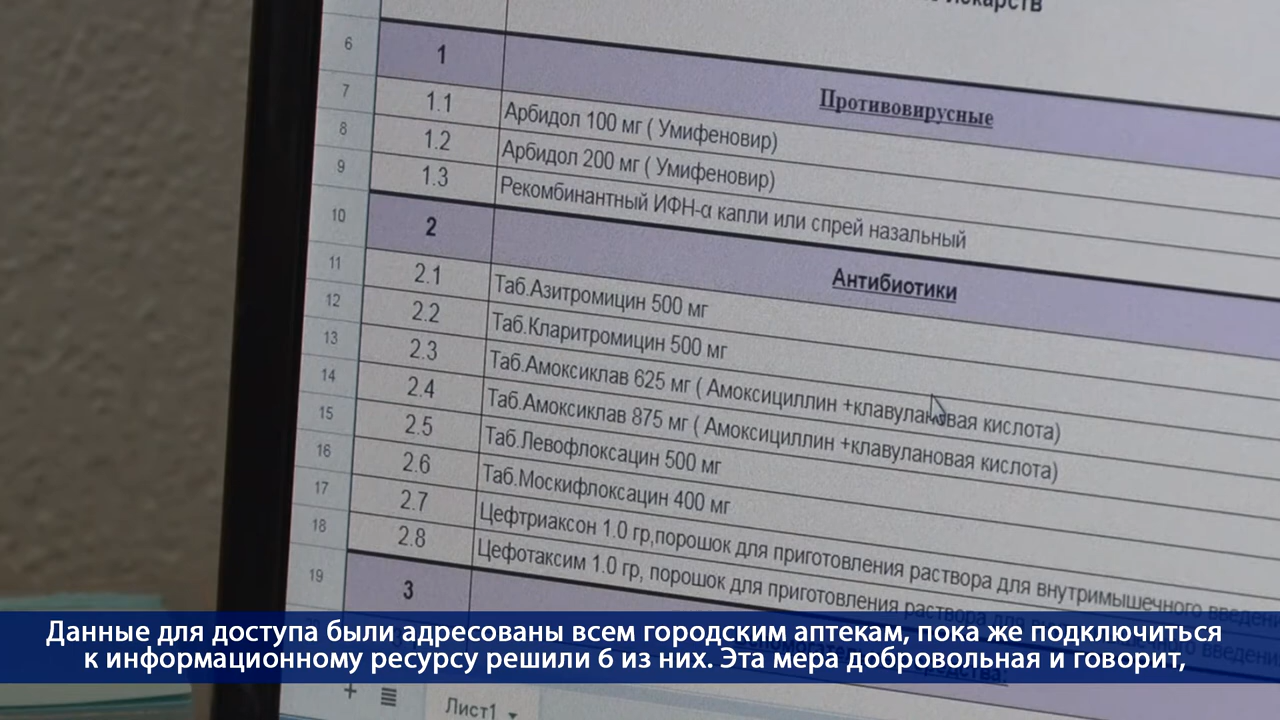 лекарств
6 1
7 Противовирусные
1.1 Арбидол 100 мг ( Умифеновир)
8 1.2 Арбидол 200 мг ( Умифеновир)
9 1.3 Рекомбинантный ИФН-α капли или спрей назальный
10 2
Антибиотики
11 2.1 Таб.Азитромицин 500 мг
12 2.2 Таб.Кларитромицин 500 мг
13 2.3 Таб.Амоксиклав 625 мг ( Амоксициллин +клавулановая кислота)
14 2.4 Таб.Амоксиклав 875 мг ( Амоксициллин +клавулановая кислота)
15 2.5 Таб.Левофлоксацин 500 мг
16 2.6 Таб.Москифлоксацин 400 мг
17 2.7 Цефтриаксон 1.0 гр,порошок для приготовления раствора для внутримышечного
18 2.8 Цефотаксим 1.0 гр, порошок для приготовления раствора
19 3
Данные для доступа были адресованы всем городским аптекам, пока же подключиться
к информационному ресурсу решили 6 из них. Эта мера добровольная и говорит,
+ Лист1